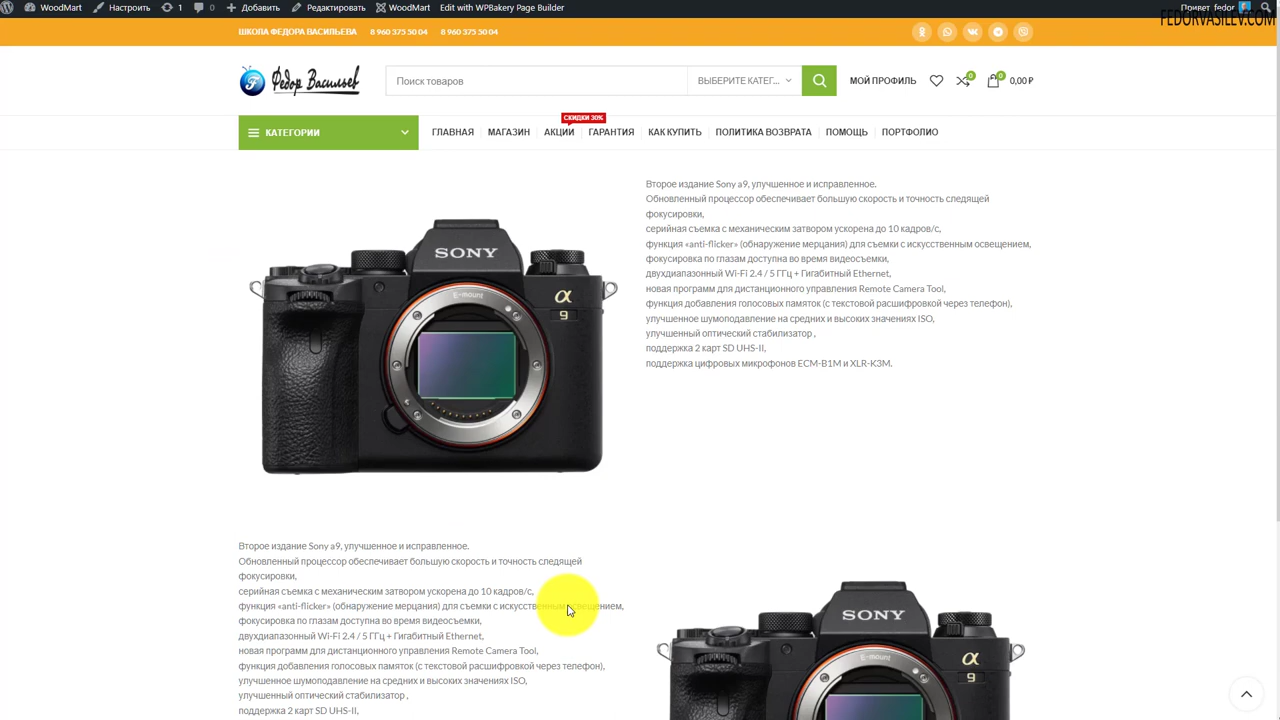 WoodMart
1
0
+ Добавить
WoodMart
Редактировать
Edit with WPBakery Page Builder
Настроить
Привет, fedor
FEDORVASILEV.COM
ШКОЛА ФЕДОРА ВАСИЛЬЕВА 8 960 375 50 04 8 960 375 50 04
Федор Васильев
Поиск товаров
ВЫБЕРИТЕ КАТЕГ...
МОЙ ПРОФИЛЬ
0
0
0,00 ₽
СКИДКИ 30%
КАТЕГОРИИ
ГЛАВНАЯ МАГАЗИН АКЦИИ ГАРАНТИЯ КАК КУПИТЬ ПОЛИТИКА ВОЗВРАТА ПОМОЩЬ ПОРТФОЛИО
SONY
E-mount
α
9
Второе издание Sony a9, улучшенное и исправленное.
Обновленный процессор обеспечивает большую скорость и точность следящей
фокусировки,
серийная съемка с механическим затвором ускорена до 10 кадров/с,
функция «anti-flicker» (обнаружение мерцания) для съемки с искусственным освещением,
фокусировка по глазам доступна во время видеосъемки,
двухдиапазонный Wi-Fi 2.4 / 5 ГГц + Гигабитный Ethernet,
новая программ для дистанционного управления Remote Camera Tool,
функция добавления голосовых памяток (с текстовой расшифровкой через телефон),
улучшенное шумоподавление на средних и высоких значениях ISO,
улучшенный оптический стабилизатор ,
поддержка 2 карт SD UHS-II,
поддержка цифровых микрофонов ECM-B1M и XLR-K3M.
Второе издание Sony a9, улучшенное и исправленное.
Обновленный процессор обеспечивает большую скорость и точность следящей
фокусировки,
серийная съемка с механическим затвором ускорена до 10 кадров/с,
функция «anti-flicker» (обнаружение мерцания) для съемки с искусственным освещением,
фокусировка по глазам доступна во время видеосъемки,
двухдиапазонный Wi-Fi 2.4 / 5 ГГц + Гигабитный Ethernet,
новая программ для дистанционного управления Remote Camera Tool,
функция добавления голосовых памяток (с текстовой расшифровкой через телефон),
улучшенное шумоподавление на средних и высоких значениях ISO,
улучшенный оптический стабилизатор ,
поддержка 2 карт SD UHS-II,
SONY
E-mount
α
9